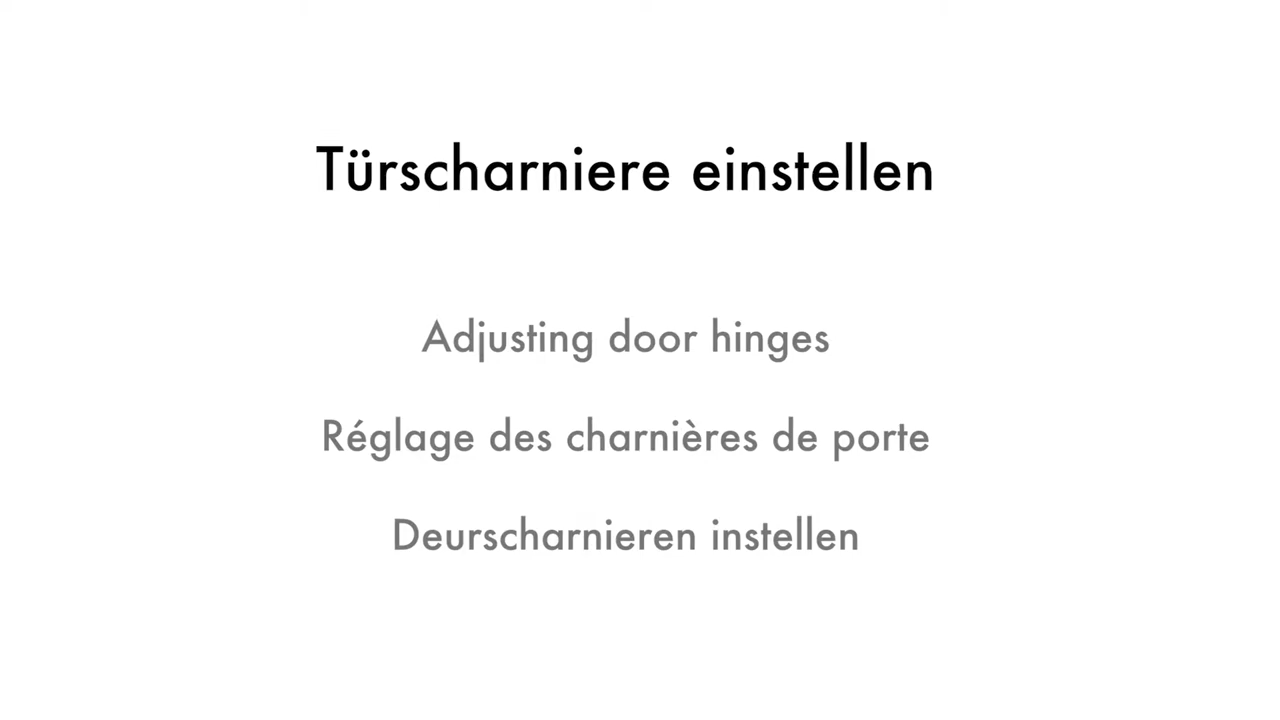 Türscharniere einstellen
Adjusting door hinges
Réglage des charnières de porte
Deurscharnieren instellen